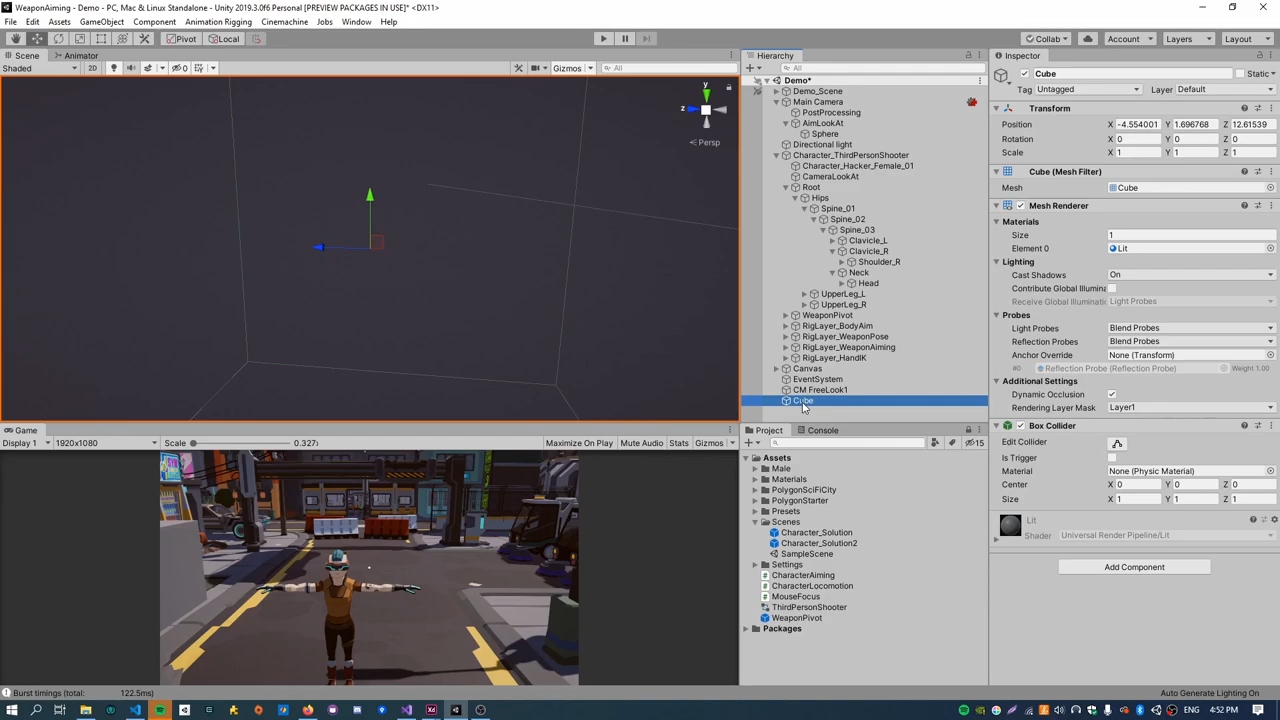 WeaponAiming - Demo - PC, Mac & Linux Standalone - Unity 2019.3.0f6 Personal [PREVIEW PACKAGES IN USE]* <DX11>
File Edit Assets GameObject Component Animation Rigging Cinemachine Jobs Window Help
Pivot Local
Collab Account Layers Layout
Scene Animator
Shaded 2D 0 Gizmos All
y
z
Persp
Hierarchy
All
Demo*
Demo_Scene
Main Camera
PostProcessing
AimLookAt
Sphere
Directional light
Character_ThirdPersonShooter
Character_Hacker_Female_01
CameraLookAt
Root
Hips
Spine_01
Spine_02
Spine_03
Clavicle_L
Clavicle_R
Shoulder_R
Neck
Head
UpperLeg_L
UpperLeg_R
WeaponPivot
RigLayer_BodyAim
RigLayer_WeaponPose
RigLayer_WeaponAiming
RigLayer_HandIK
Canvas
EventSystem
CM FreeLook1
Cube
Inspector
Cube Static
Tag Untagged Layer Default
Transform
Position X -4.554001 Y 1.696768 Z 12.61539
Rotation X 0 Y 0 Z 0
Scale X 1 Y 1 Z 1
Cube (Mesh Filter)
Mesh Cube
Mesh Renderer
Materials
Size 1
Element 0 Lit
Lighting
Cast Shadows On
Contribute Global Illumina
Receive Global Illuminatio Light Probes
Probes
Light Probes Blend Probes
Reflection Probes Blend Probes
Anchor Override None (Transform)
#0 Reflection Probe (Reflection Probe) Weight 1.00
Additional Settings
Dynamic Occlusion
Rendering Layer Mask Layer1
Box Collider
Edit Collider
Is Trigger
Material None (Physic Material)
Center X 0 Y 0 Z 0
Size X 1 Y 1 Z 1
Lit
Shader Universal Render Pipeline/Lit
Add Component
Game
Display 1 1920x1080 Scale 0.327 Maximize On Play Mute Audio Stats Gizmos
Project Console
15
Assets
Male
Materials
PolygonSciFiCity
PolygonStarter
Presets
Scenes
Character_Solution
Character_Solution2
SampleScene
Settings
CharacterAiming
CharacterLocomotion
MouseFocus
ThirdPersonShooter
WeaponPivot
Packages
Burst timings (total: 122.5ms)
Auto Generate Lighting On
4:52 PM